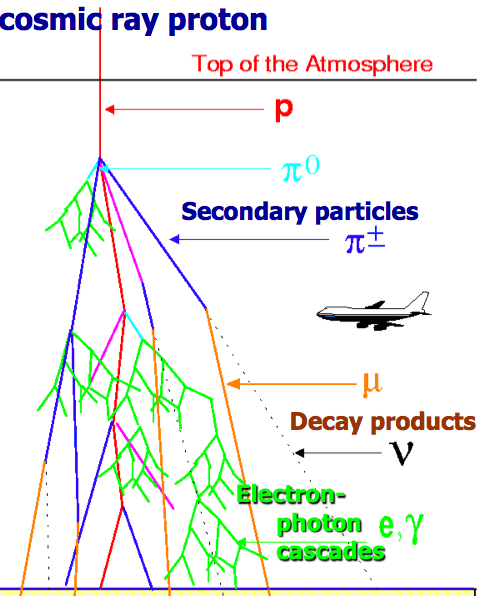 cosmic ray proton
Top of the Atmosphere
p
π⁰
Secondary particles
π±
μ
Decay products
ν
Electron-
photon e,γ
cascades